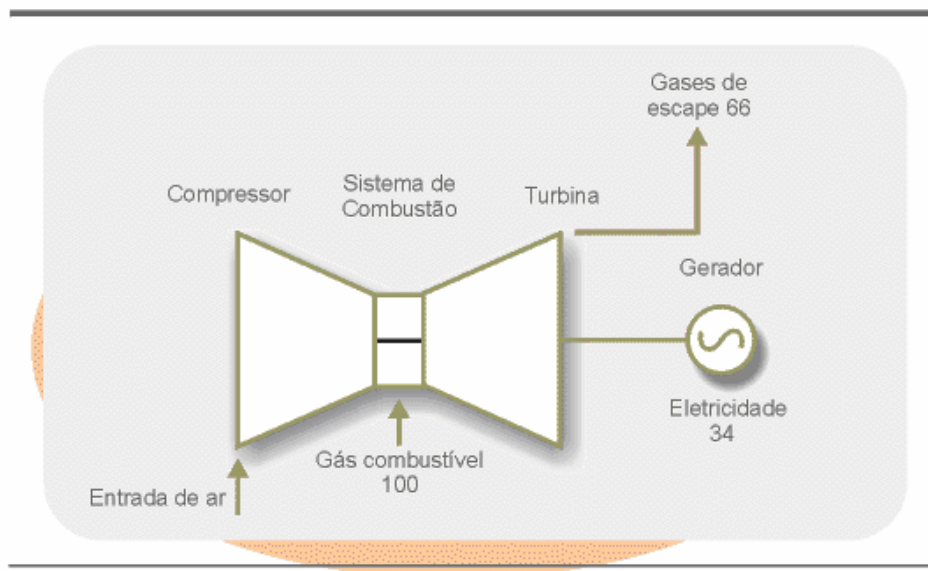 Gases de
escape 66
Compressor
Sistema de
Combustão
Turbina
Gerador
Eletricidade
34
Gás combustível
100
Entrada de ar